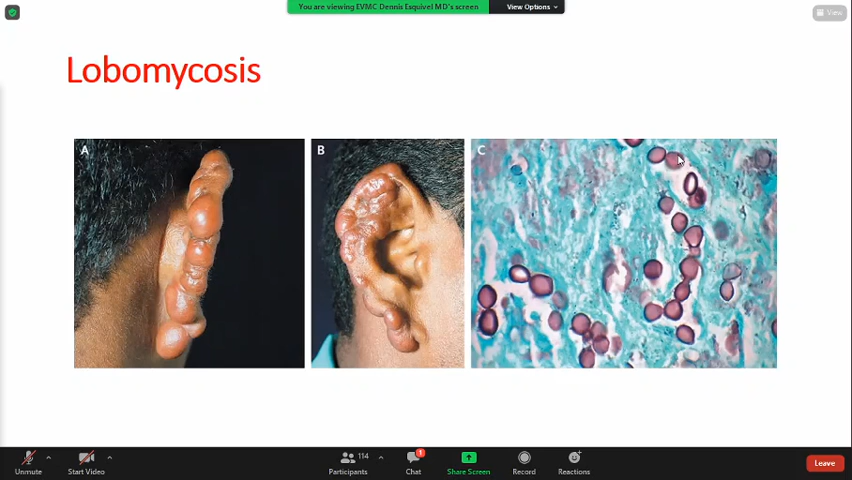 You are viewing EVMC Dennis Esquivel MD's screen
View Options
View
Lobomycosis
A
B
C
Unmute
Start Video
114
Participants
1
Chat
Share Screen
Record
Reactions
Leave